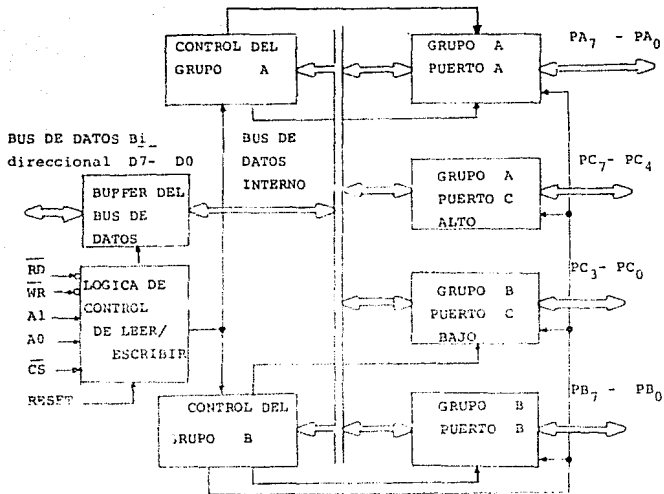 CONTROL DEL
GRUPO A
GRUPO A
PUERTO A
PA7 - PA0
BUS DE DATOS Bi_
direccional D7- D0
BUS DE
DATOS
INTERNO
BUFFER DEL
BUS DE
DATOS
GRUPO A
PUERTO C
ALTO
PC7- PC4
RD
WR
A1
A0
CS
RESET
LOGICA DE
CONTROL
DE LEER/
ESCRIBIR
GRUPO B
PUERTO C
BAJO
PC3- PC0
CONTROL DEL
GRUPO B
GRUPO B
PUERTO B
PB7 - PB0